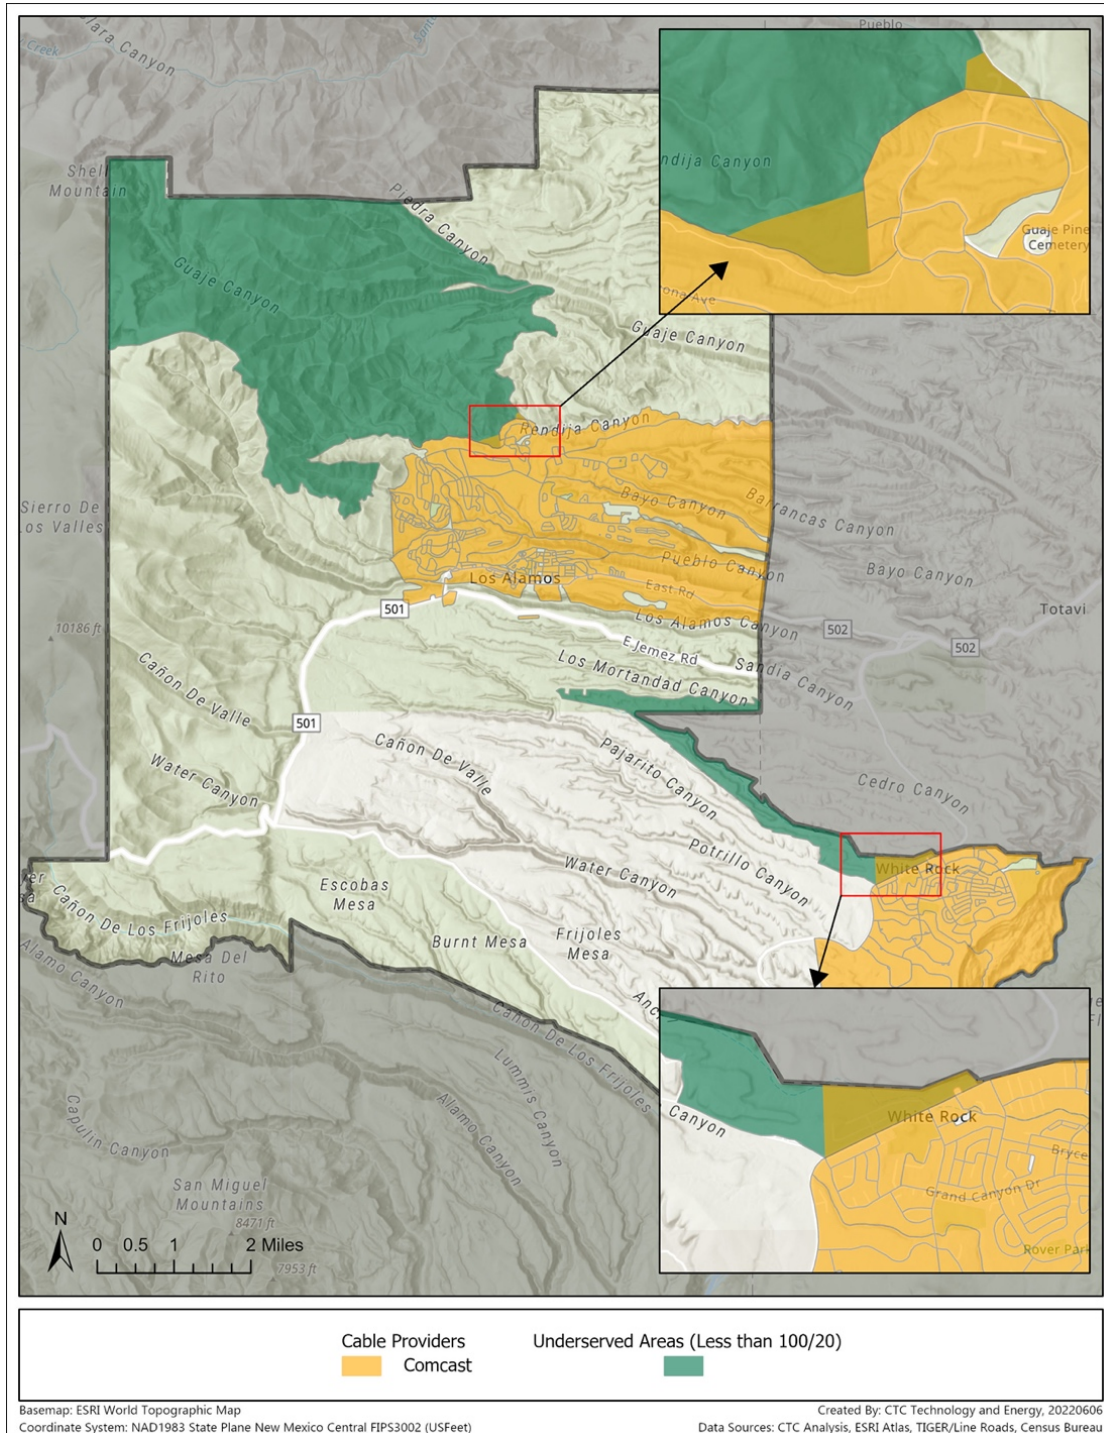 Pueblo
Clara Canyon
Creek
Santa
Shell
Mountain
Piedra Canyon
ndija Canyon
Guaje Pine
Cemetery
ona Ave
Guaje Canyon
Guaje Canyon
Rendija Canyon
Sierro De
Los Valles
Bayo Canyon
Barrancas Canyon
Pueblo Canyon
Bayo Canyon
Los Alamos
East Rd
Totavi
501
Los Alamos Canyon
502
502
10186 ft
E Jemez Rd
Sandia Canyon
Los Mortandad Canyon
Cañon De Valle
501
Cañon De Valle
Pajarito Canyon
Water Canyon
Cedro Canyon
Potrillo Canyon
White Rock
Water Canyon
Escobas
Mesa
Cañon De Los Frijoles
Burnt Mesa
Frijoles
Mesa
Mesa Del
Rito
Alamo Canyon
Anc
Cañon De Los Frijoles
Lummis Canyon
Alamo Canyon
Capulin Canyon
Canyon
White Rock
Bryce
Grand Canyon Dr
Rover Park
San Miguel
Mountains
8471 ft
7953 ft
N
0 0.5 1 2 Miles
Cable Providers Underserved Areas (Less than 100/20)
Comcast
Basemap: ESRI World Topographic Map Created By: CTC Technology and Energy, 20220606
Coordinate System: NAD1983 State Plane New Mexico Central FIPS3002 (USFeet) Data Sources: CTC Analysis, ESRI Atlas, TIGER/Line Roads, Census Bureau